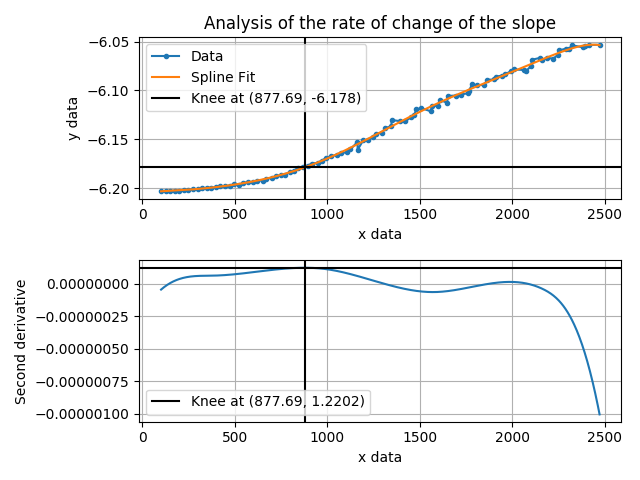 Analysis of the rate of change of the slope
−6.05
−6.10
−6.15
−6.20
y data
Data
Spline Fit
Knee at (877.69, -6.178)
0 500 1000 1500 2000 2500
x data
0.00000000
−0.00000025
−0.00000050
−0.00000075
−0.00000100
Second derivative
Knee at (877.69, 1.2202)
0 500 1000 1500 2000 2500
x data